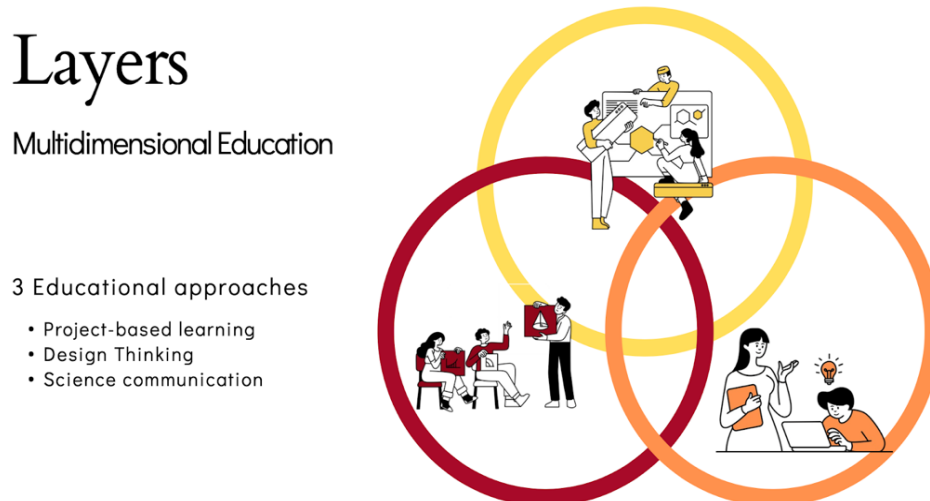 Layers
Multidimensional Education
3 Educational approaches
• Project-based learning
• Design Thinking
• Science communication